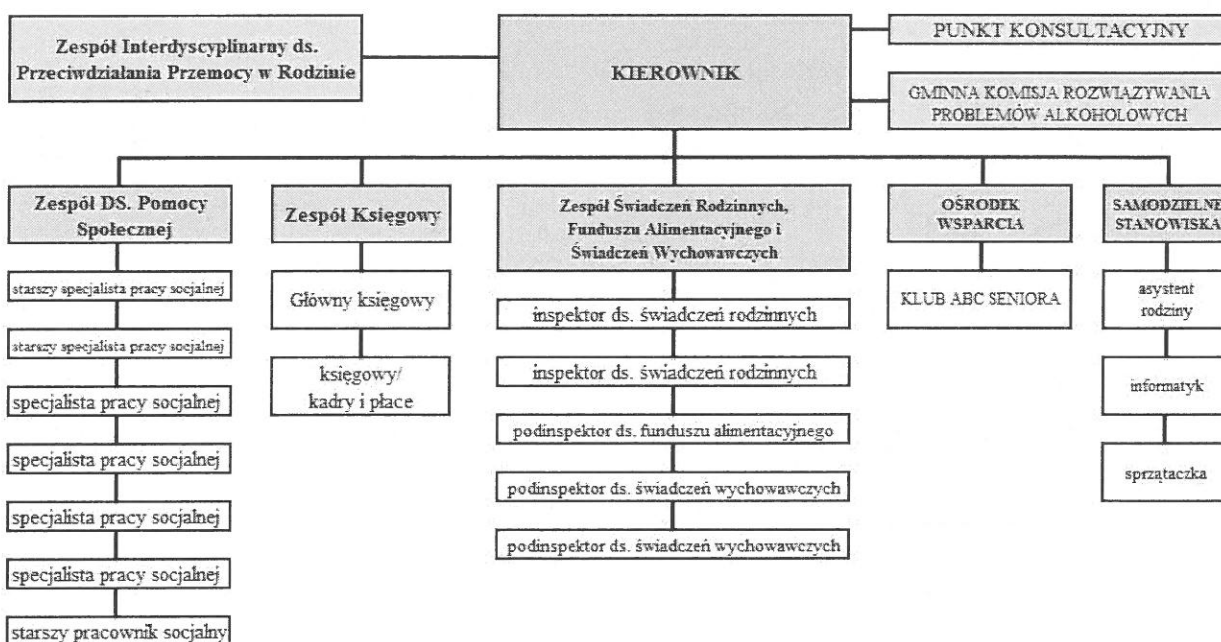 Zespół Interdyscyplinarny ds.
Przeciwdziałania Przemocy w Rodzinie
KIEROWNIK
PUNKT KONSULTACYJNY
GMINNA KOMISJA ROZWIĄZYWANIA
PROBLEMÓW ALKOHOLOWYCH
Zespół DS. Pomocy
Społecznej
starszy specjalista pracy socjalnej
starszy specjalista pracy socjalnej
specjalista pracy socjalnej
specjalista pracy socjalnej
specjalista pracy socjalnej
specjalista pracy socjalnej
starszy pracownik socjalny
Zespół Księgowy
Główny księgowy
księgowy/
kadry i płace
Zespół Świadczeń Rodzinnych,
Funduszu Alimentacyjnego i
Świadczeń Wychowawczych
inspektor ds. świadczeń rodzinnych
inspektor ds. świadczeń rodzinnych
podinspektor ds. funduszu alimentacyjnego
podinspektor ds. świadczeń wychowawczych
podinspektor ds. świadczeń wychowawczych
OŚRODEK
WSPARCIA
KLUB ABC SENIORA
SAMODZIELNE
STANOWISKA
asystent
rodziny
informatyk
sprzątaczka